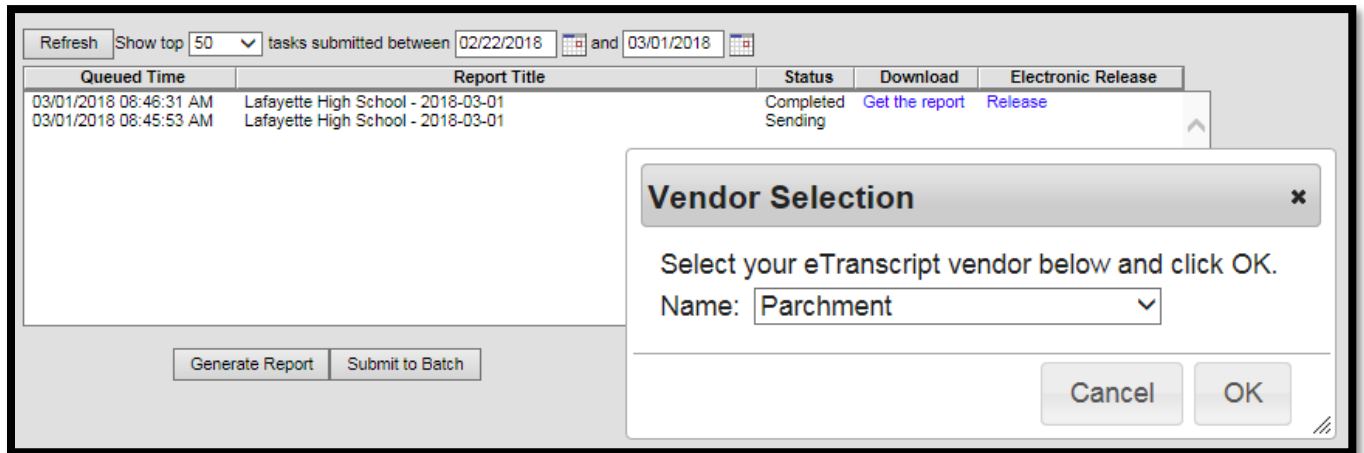 Refresh Show top 50 tasks submitted between 02/22/2018 and 03/01/2018
Queued Time Report Title Status Download Electronic Release
03/01/2018 08:46:31 AM Lafayette High School - 2018-03-01 Completed Get the report Release
03/01/2018 08:45:53 AM Lafayette High School - 2018-03-01 Sending
Vendor Selection
Select your eTranscript vendor below and click OK.
Name: Parchment
Generate Report Submit to Batch
Cancel OK